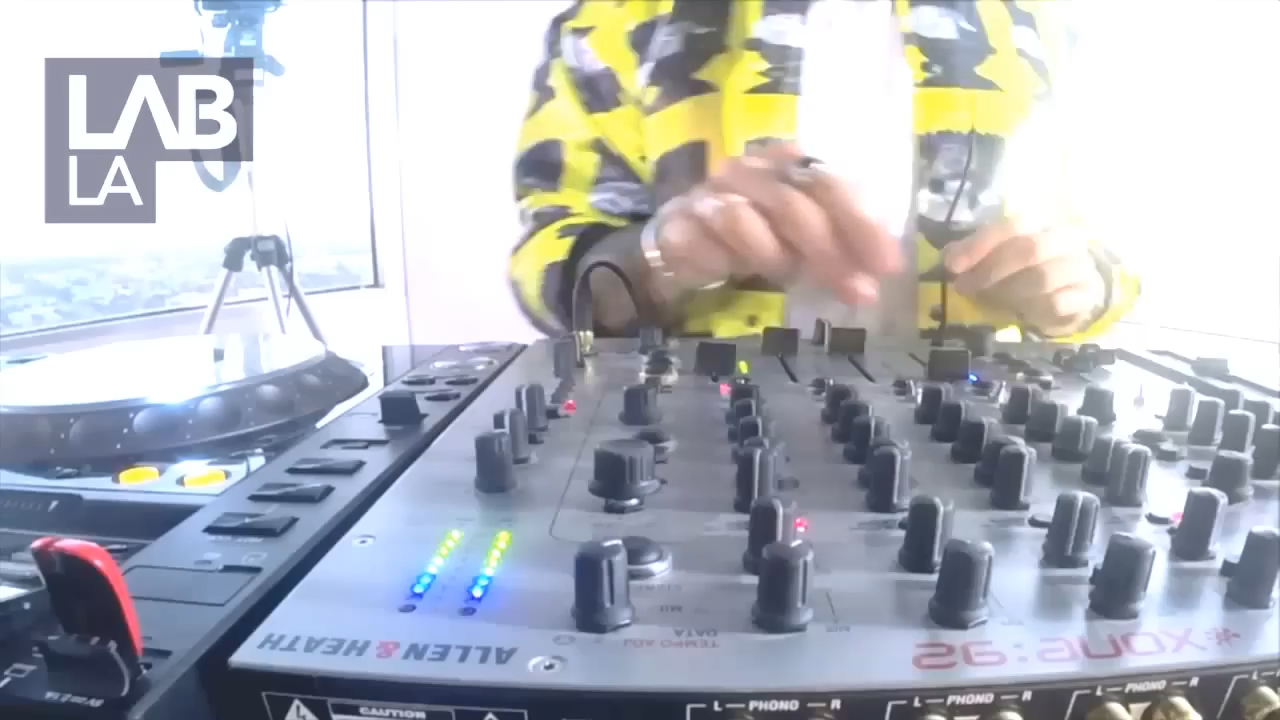 LAB
LA
ALLEN & HEATH
DATA
TEMPO ADJ
XONE:92
CAUTION
L - PHONO - R
L - PHONO - R
L - PHONO - R